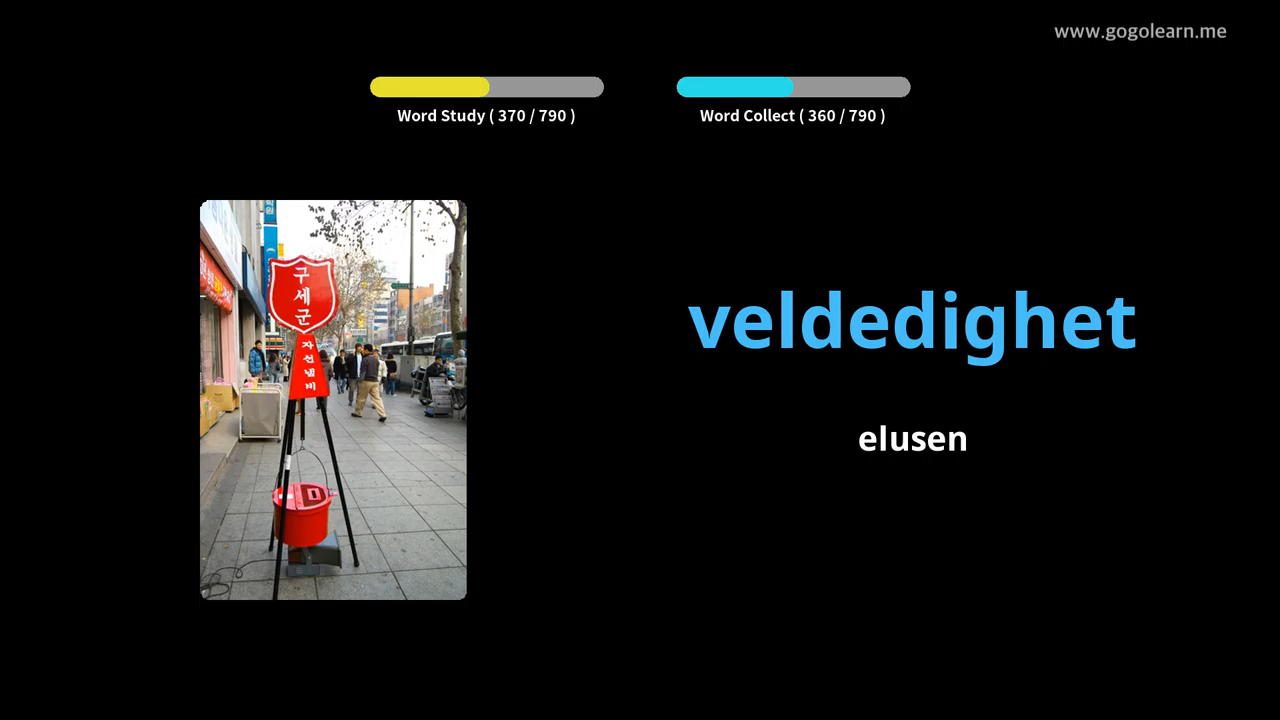 www.gogolearn.me
Word Study ( 370 / 790 )
Word Collect ( 360 / 790 )
구
세
군
자
선
냄
비
veldedighet
elusen